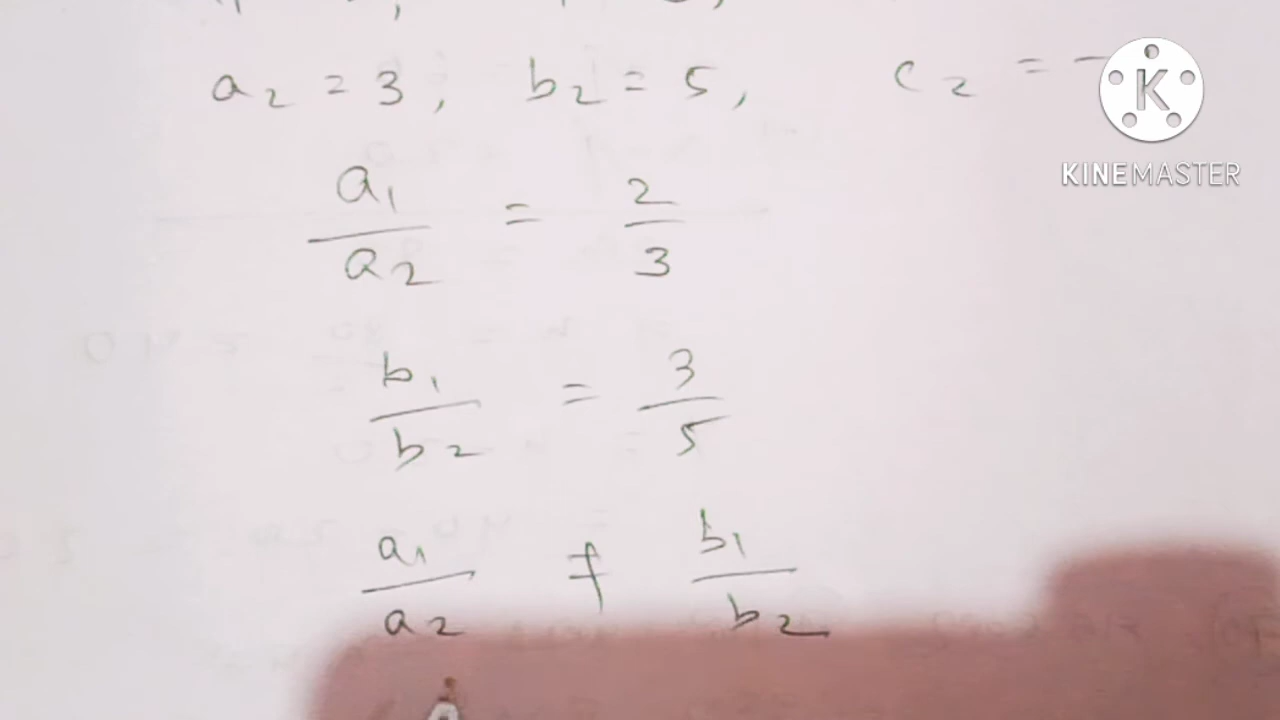 a₂ = 3, b₂ = 5, c₂ = -
K
KINEMASTER
a₁/a₂ = 2/3
b₁/b₂ = 3/5
a₁/a₂ ≠ b₁/b₂